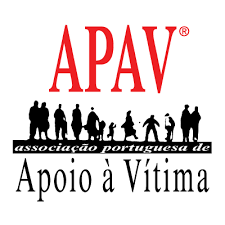 APAV®
associação portuguesa de
Apoio à Vítima